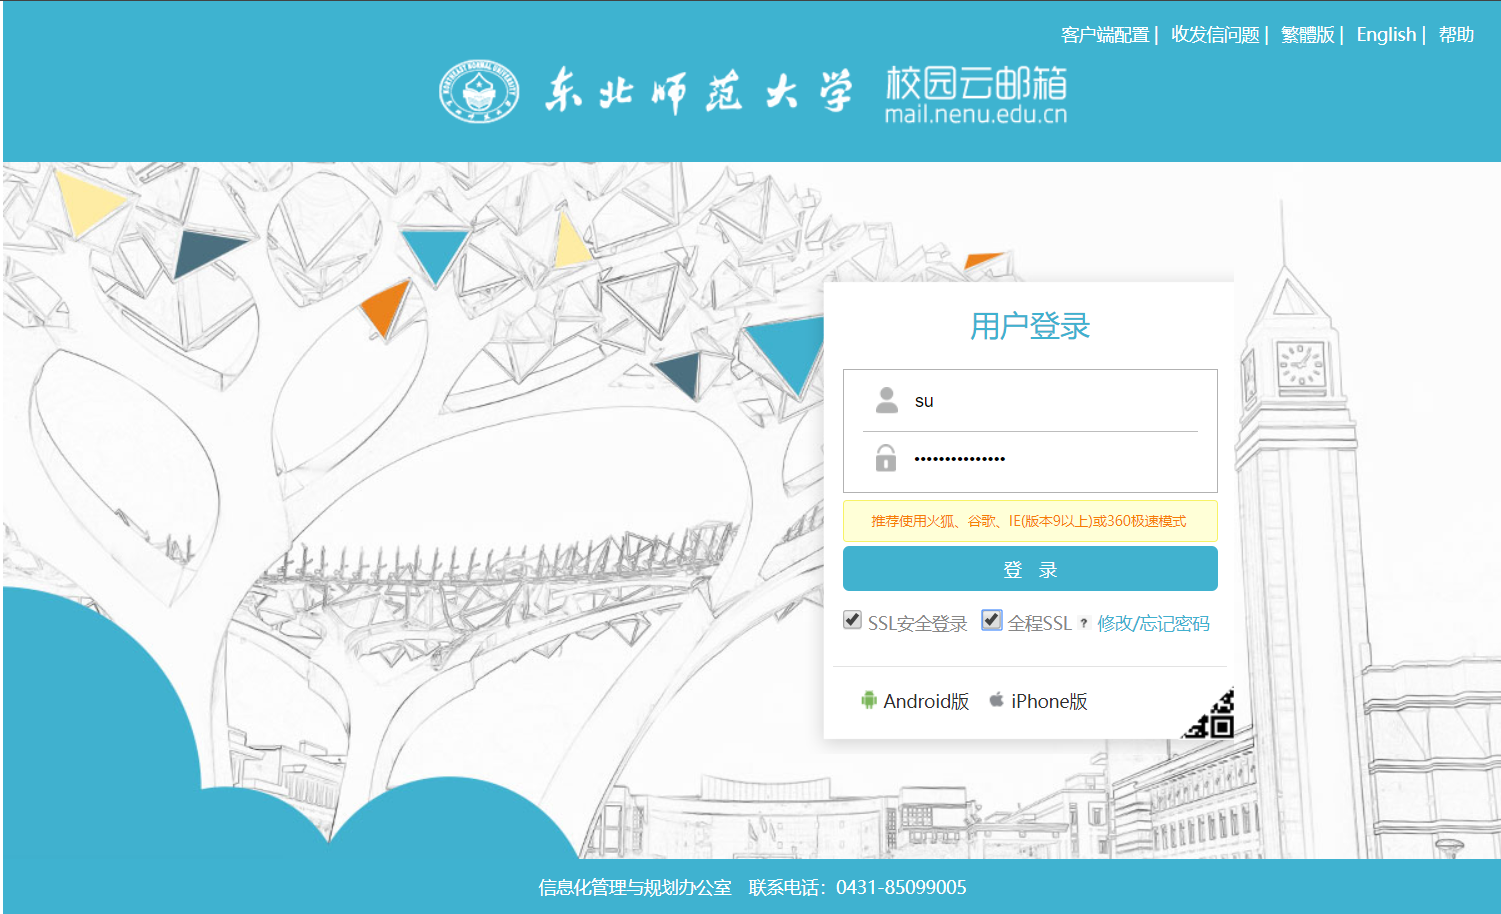 客户端配置 | 收发信问题 | 繁體版 | English | 帮助
NORTHEAST NORMAL UNIVERSITY
东北师范大学
校园云邮箱
mail.nenu.edu.cn
用户登录
su
•••••••••••••••
推荐使用火狐、谷歌、IE(版本9以上)或360极速模式
登 录
SSL安全登录 全程SSL ? 修改/忘记密码
Android版 iPhone版
信息化管理与规划办公室 联系电话：0431-85099005